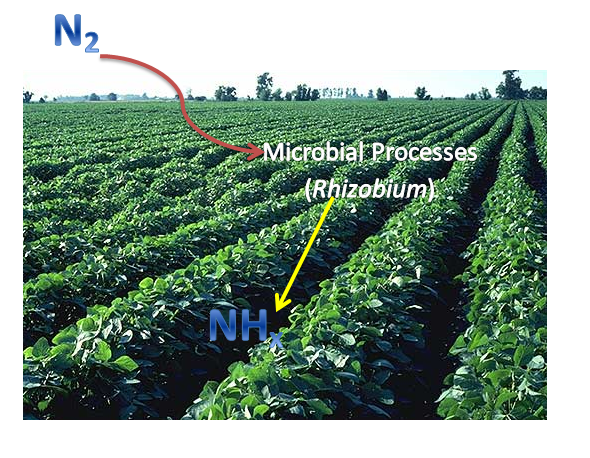 N₂
Microbial Processes
(Rhizobium)
NHₓ